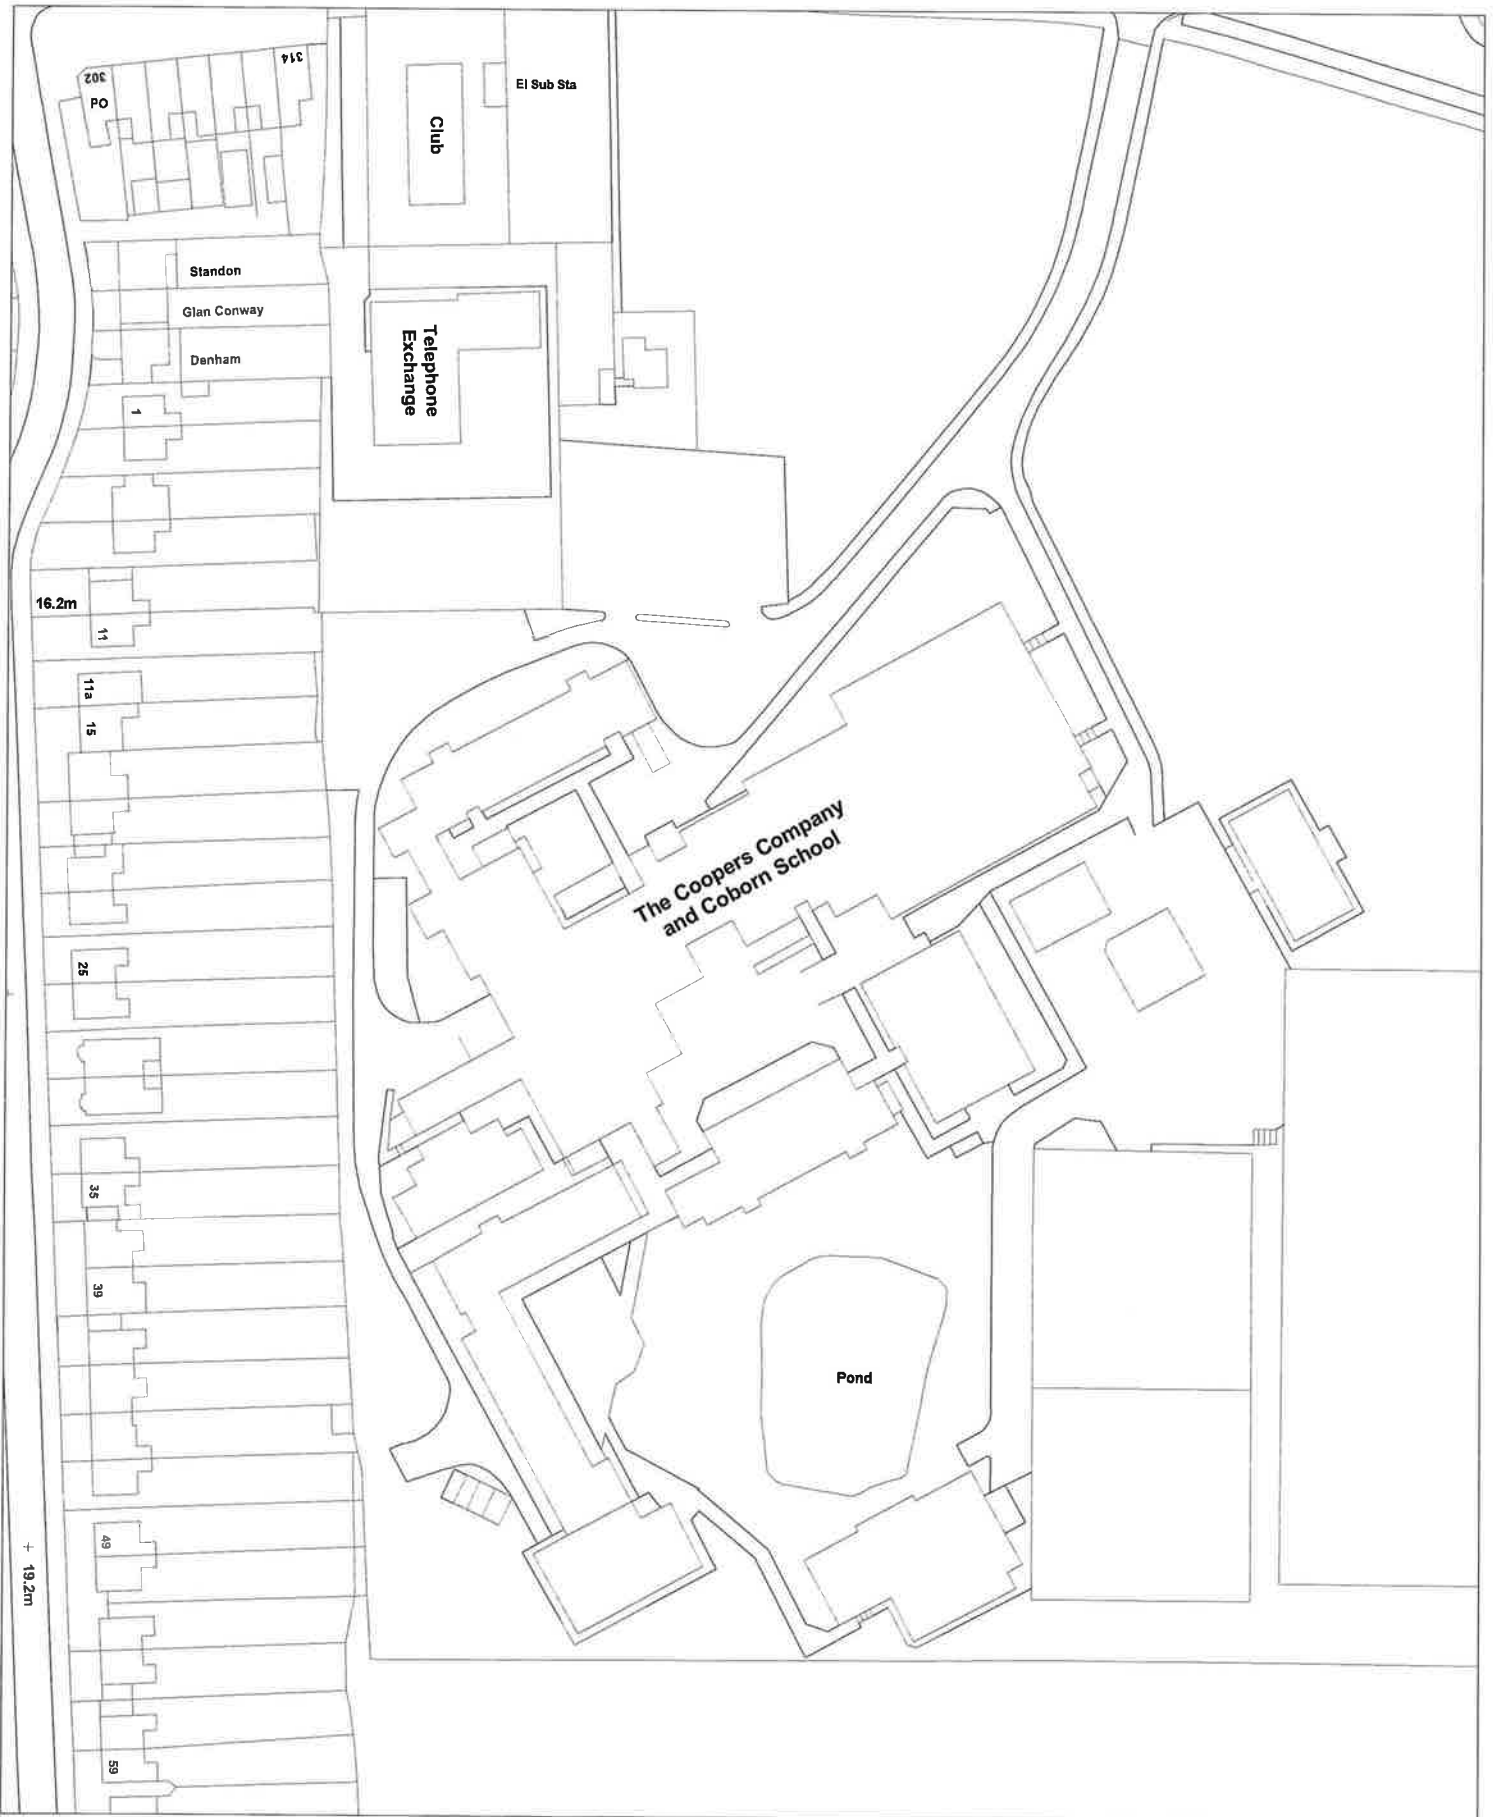 314
302
PO
El Sub Sta
Club
Standon
Glan Conway
Denham
Telephone
Exchange
1
16.2m
11
11a
15
The Coopers Company
and Coborn School
25
35
39
Pond
49
19.2m
59